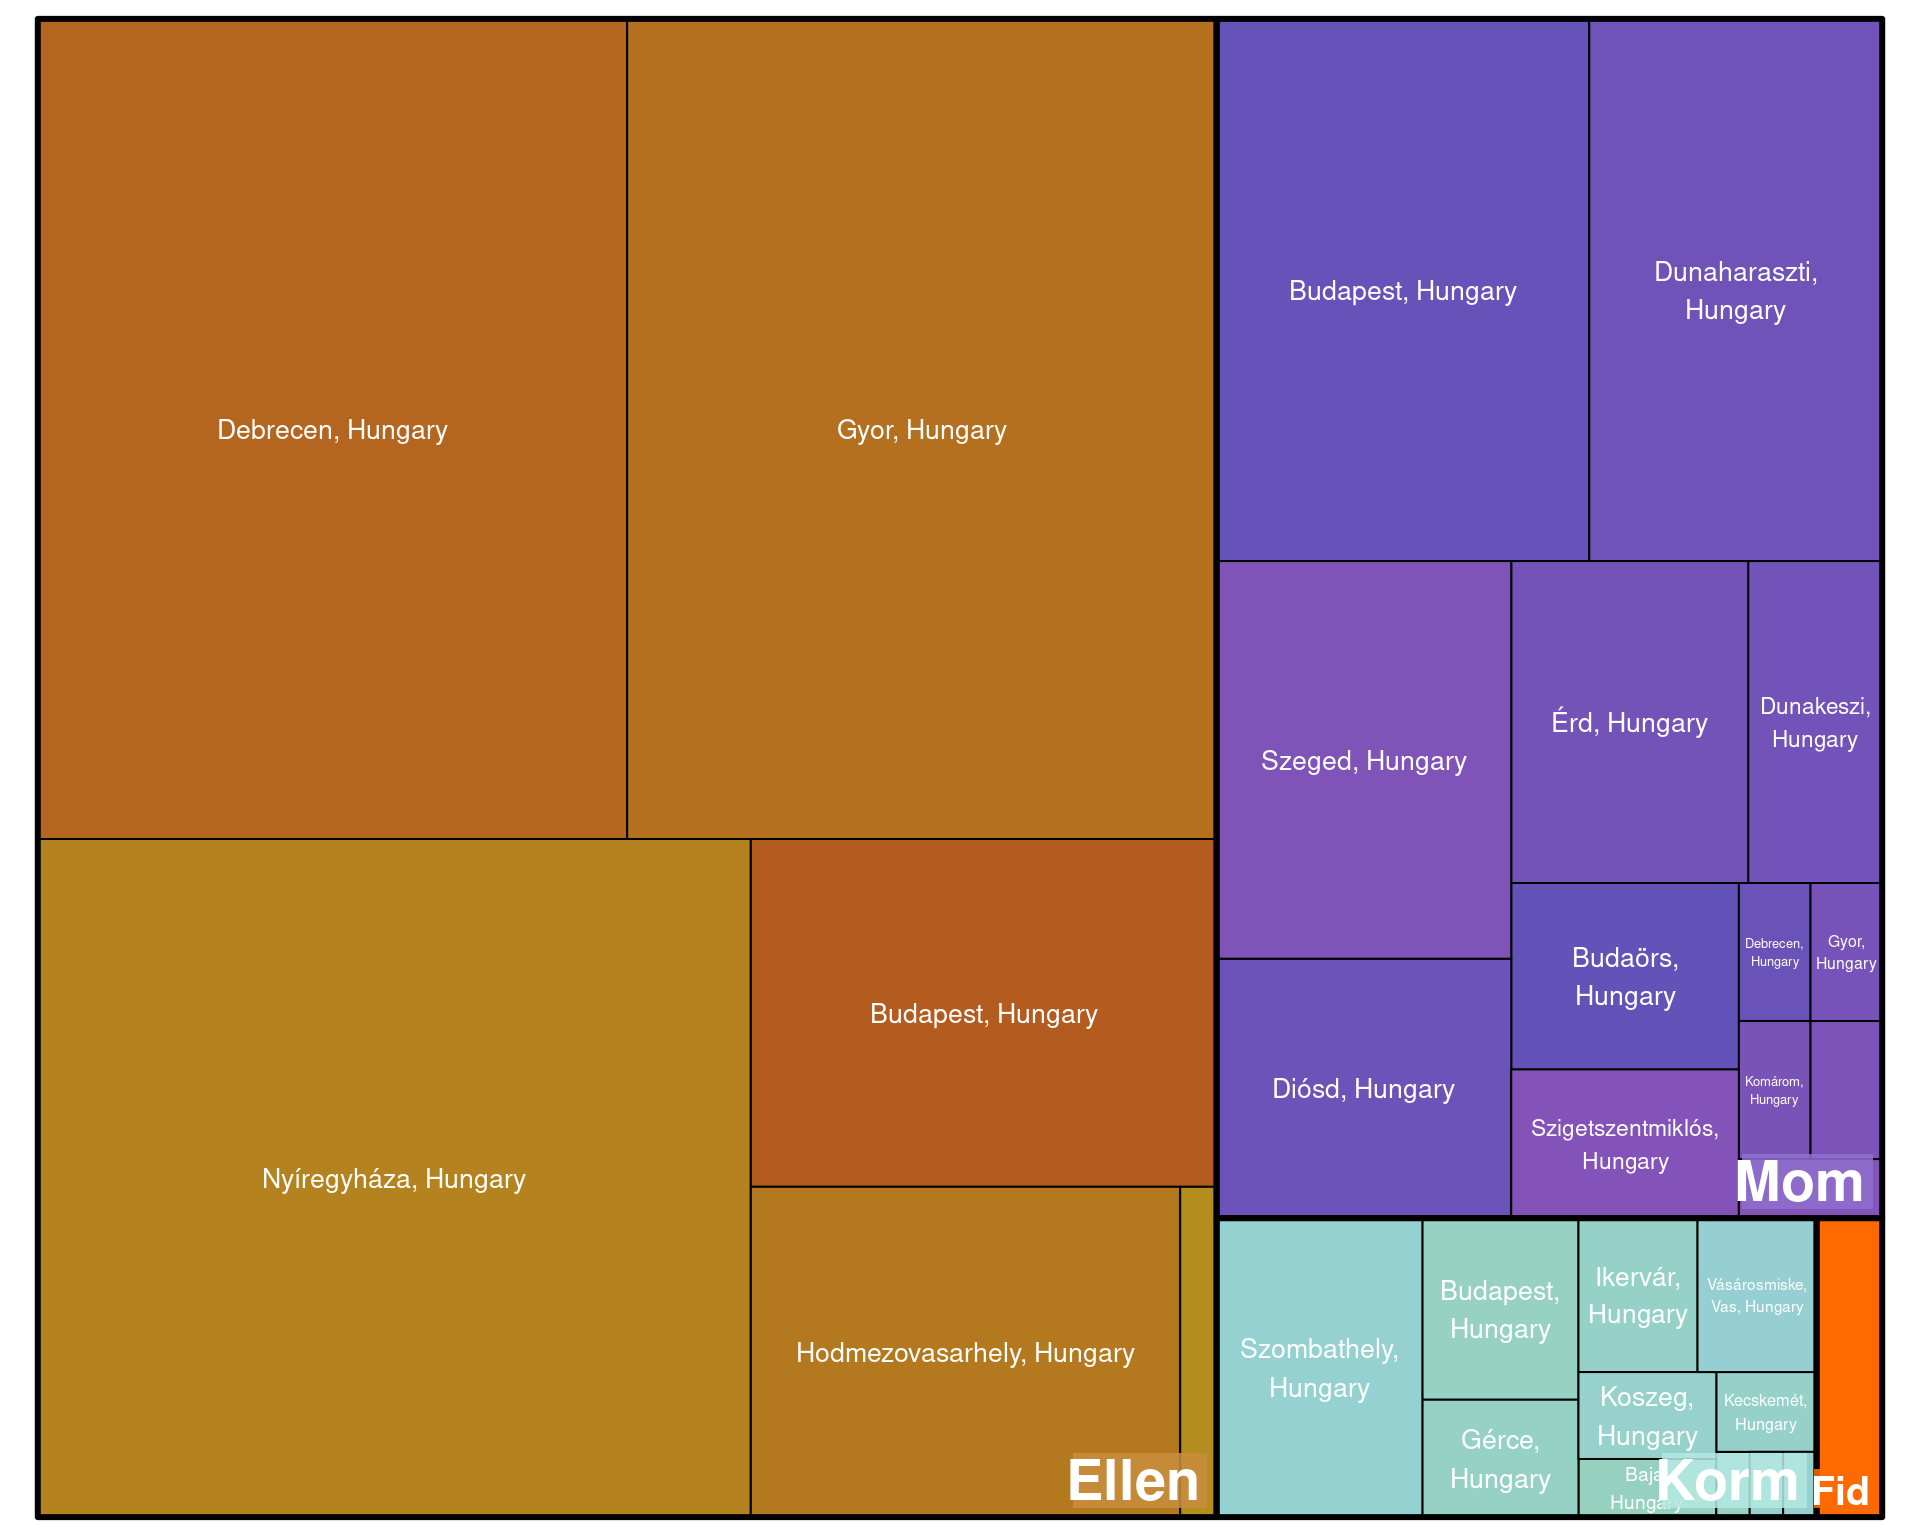 Debrecen, Hungary
Gyor, Hungary
Nyíregyháza, Hungary
Budapest, Hungary
Hodmezovasarhely, Hungary
Ellen
Budapest, Hungary
Dunaharaszti,
Hungary
Szeged, Hungary
Érd, Hungary
Dunakeszi,
Hungary
Diósd, Hungary
Budaörs,
Hungary
Debrecen,
Hungary
Gyor,
Hungary
Komárom,
Hungary
Szigetszentmiklós,
Hungary
Mom
Szombathely,
Hungary
Budapest,
Hungary
Gérce,
Hungary
Ikervár,
Hungary
Vásárosmiske,
Vas, Hungary
Koszeg,
Hungary
Kecskemét,
Hungary
Baja,
Hungary
Korm
Fid